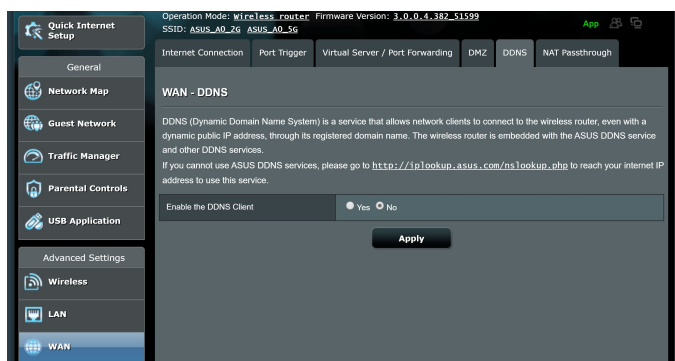 Quick Internet
Setup
General
Network Map
Guest Network
Traffic Manager
Parental Controls
USB Application
Advanced Settings
Wireless
LAN
WAN
Operation Mode: Wireless router Firmware Version: 3.0.0.4.382_51599
SSID: ASUS_A0_2G ASUS_A0_5G
App
Internet Connection
Port Trigger
Virtual Server / Port Forwarding
DMZ
DDNS
NAT Passthrough
WAN - DDNS
DDNS (Dynamic Domain Name System) is a service that allows network clients to connect to the wireless router, even with a
dynamic public IP address, through its registered domain name. The wireless router is embedded with the ASUS DDNS service
and other DDNS services.
If you cannot use ASUS DDNS services, please go to http://iplookup.asus.com/nslookup.php to reach your internet IP
address to use this service.
Enable the DDNS Client
Yes No
Apply